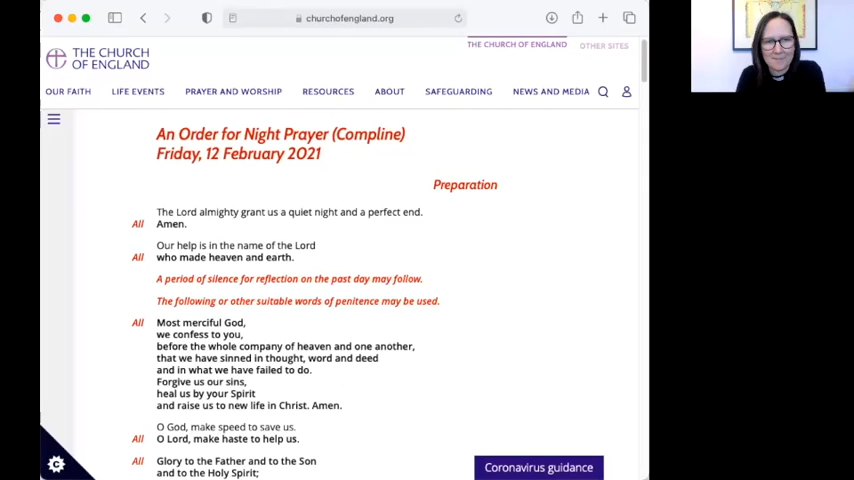 churchofengland.org
THE CHURCH OF ENGLAND
OTHER SITES
THE CHURCH
OF ENGLAND
OUR FAITH
LIFE EVENTS
PRAYER AND WORSHIP
RESOURCES
ABOUT
SAFEGUARDING
NEWS AND MEDIA
An Order for Night Prayer (Compline)
Friday, 12 February 2021
Preparation
The Lord almighty grant us a quiet night and a perfect end.
All Amen.
Our help is in the name of the Lord
All who made heaven and earth.
A period of silence for reflection on the past day may follow.
The following or other suitable words of penitence may be used.
All Most merciful God,
we confess to you,
before the whole company of heaven and one another,
that we have sinned in thought, word and deed
and in what we have failed to do.
Forgive us our sins,
heal us by your Spirit
and raise us to new life in Christ. Amen.
O God, make speed to save us.
All O Lord, make haste to help us.
All Glory to the Father and to the Son
and to the Holy Spirit;
Coronavirus guidance